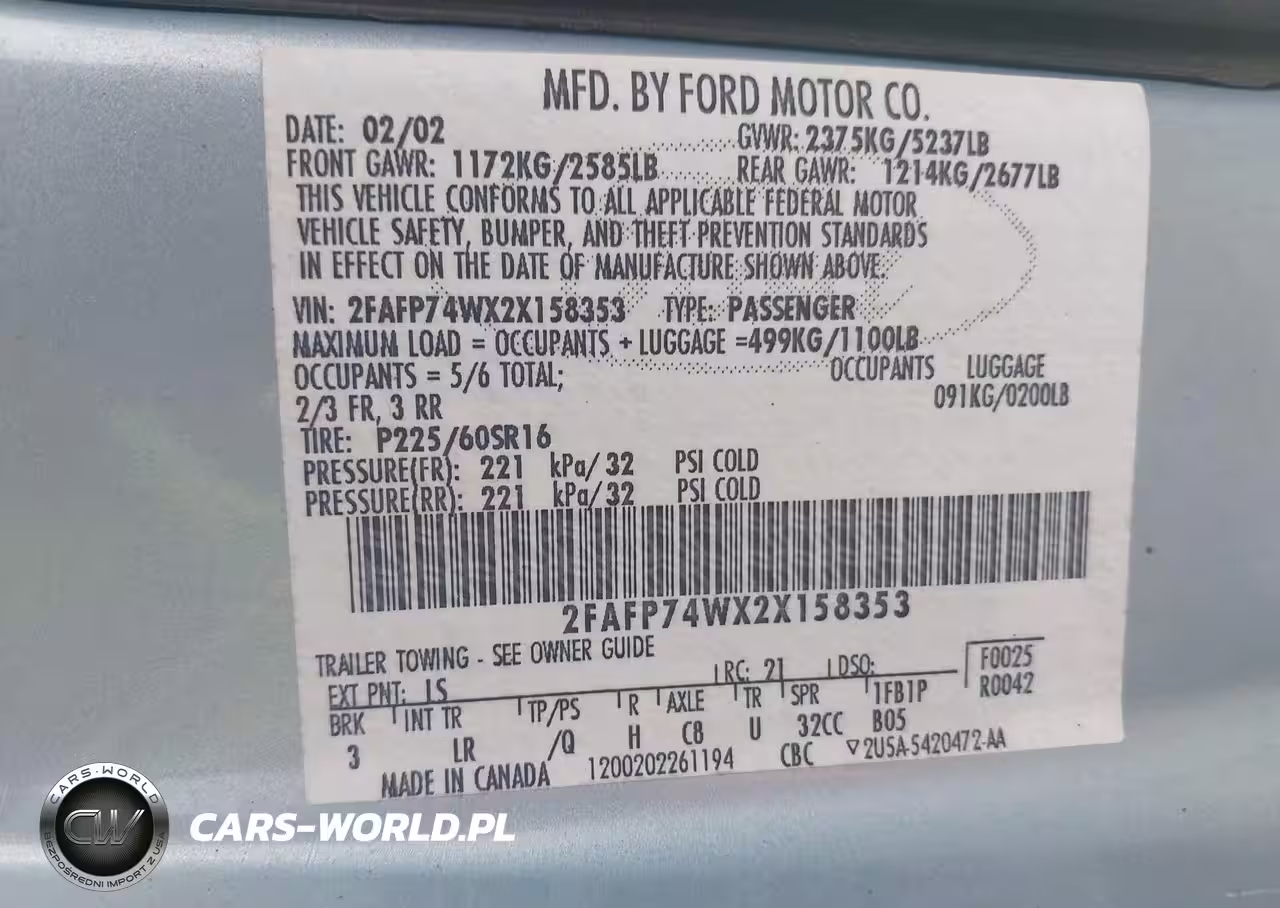 MFD. BY FORD MOTOR CO.
DATE: 02/02 GVWR: 2375KG/5237LB
FRONT GAWR: 1172KG/2585LB REAR GAWR: 1214KG/2677LB
THIS VEHICLE CONFORMS TO ALL APPLICABLE FEDERAL MOTOR
VEHICLE SAFETY, BUMPER, AND THEFT PREVENTION STANDARDS
IN EFFECT ON THE DATE OF MANUFACTURE SHOWN ABOVE.
VIN: 2FAFP74WX2X158353 TYPE: PASSENGER
MAXIMUM LOAD = OCCUPANTS + LUGGAGE =499KG/1100LB
OCCUPANTS = 5/6 TOTAL; OCCUPANTS LUGGAGE
2/3 FR, 3 RR 091KG/0200LB
TIRE: P225/60SR16
PRESSURE(FR): 221 kPa/32 PSI COLD
PRESSURE(RR): 221 kPa/32 PSI COLD
2FAFP74WX2X158353
TRAILER TOWING - SEE OWNER GUIDE
EXT PNT: LS RC: 21 DSO: F0025
BRK INT TR TP/PS R AXLE TR SPR 1FB1P R0042
3 LR /Q H C8 U 32CC B05
MADE IN CANADA 1200202261194 CBC 2U5A-5420472-AA
CARS-WORLD
CW
BEZPOŚREDNI IMPORT Z USA
CARS-WORLD.PL